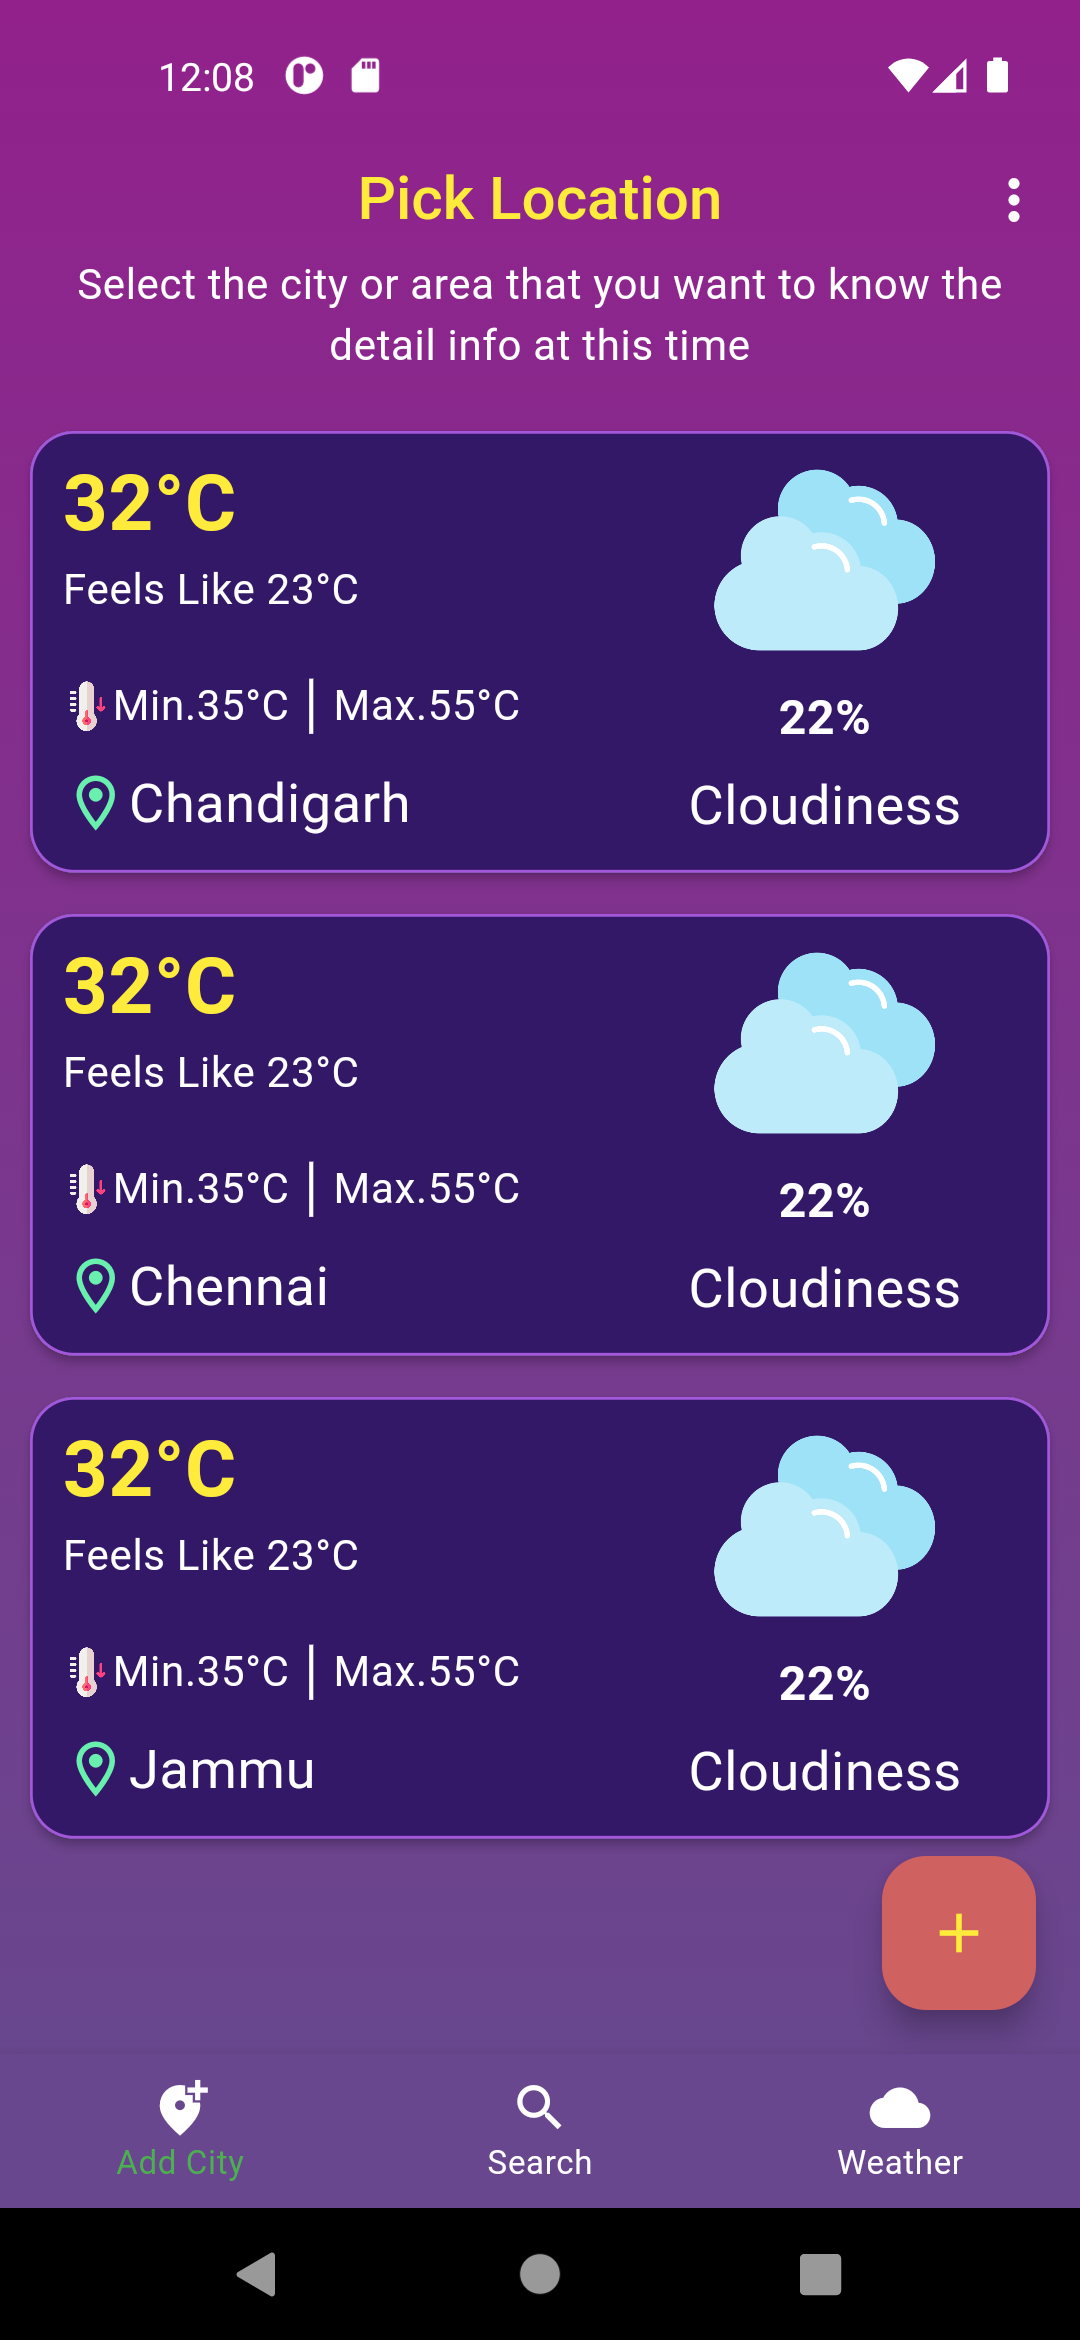 12:08
Pick Location
Select the city or area that you want to know the
detail info at this time
32°C
Feels Like 23°C
Min.35°C | Max.55°C
22%
Chandigarh
Cloudiness
32°C
Feels Like 23°C
Min.35°C | Max.55°C
22%
Chennai
Cloudiness
32°C
Feels Like 23°C
Min.35°C | Max.55°C
22%
Jammu
Cloudiness
Add City
Search
Weather